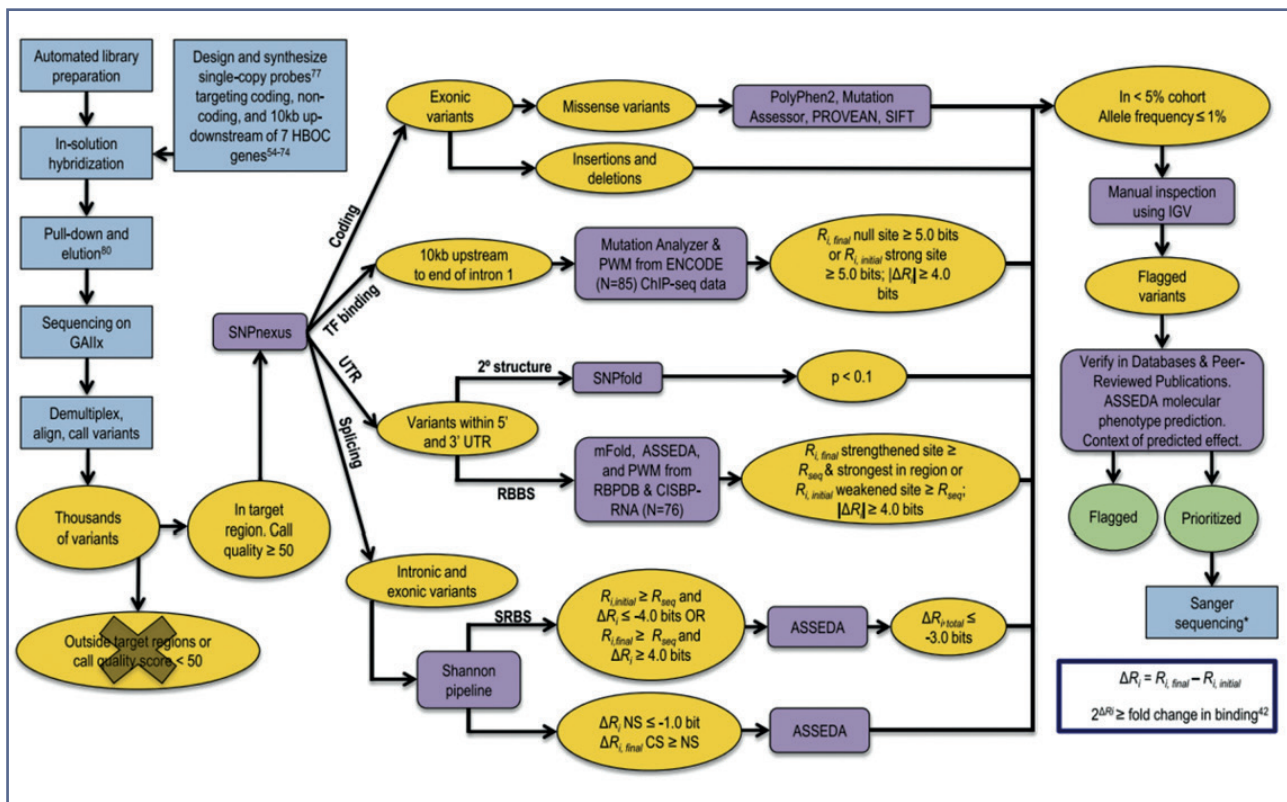 Automated library
preparation
Design and synthesize
single-copy probes77
targeting coding, non-
coding, and 10kb up-
downstream of 7 HBOC
genes54-74
In-solution
hybridization
Pull-down and
elution80
Sequencing on
GAIIx
Demultiplex,
align, call variants
Thousands
of variants
In target
region. Call
quality ≥ 50
Outside target regions or
call quality score < 50
SNPnexus
Coding
TF binding
UTR
Splicing
Exonic
variants
Missense variants
PolyPhen2, Mutation
Assessor, PROVEAN, SIFT
Insertions and
deletions
10kb upstream
to end of intron 1
Mutation Analyzer &
PWM from ENCODE
(N=85) ChIP-seq data
Ri, final null site ≥ 5.0 bits
or Ri, initial strong site
≥ 5.0 bits; |ΔRi| ≥ 4.0
bits
Variants within 5'
and 3' UTR
2º structure
SNPfold
p < 0.1
RBBS
mFold, ASSEDA,
and PWM from
RBPDB & CISBP-
RNA (N=76)
Ri, final strengthened site ≥
Rseq & strongest in region or
Ri, initial weakened site ≥ Rseq;
|ΔRi| ≥ 4.0 bits
Intronic and
exonic variants
Shannon
pipeline
SRBS
Ri,initial ≥ Rseq and
ΔRi ≤ -4.0 bits OR
Ri,final ≥ Rseq and
ΔRi ≥ 4.0 bits
ASSEDA
ΔRi,total ≤
-3.0 bits
ΔRi NS ≤ -1.0 bit
ΔRi, final CS ≥ NS
ASSEDA
In < 5% cohort
Allele frequency ≤ 1%
Manual inspection
using IGV
Flagged
variants
Verify in Databases & Peer-
Reviewed Publications.
ASSEDA molecular
phenotype prediction.
Context of predicted effect.
Flagged
Prioritized
Sanger
sequencing*
ΔRi = Ri, final – Ri, initial
2ΔRi ≥ fold change in binding42